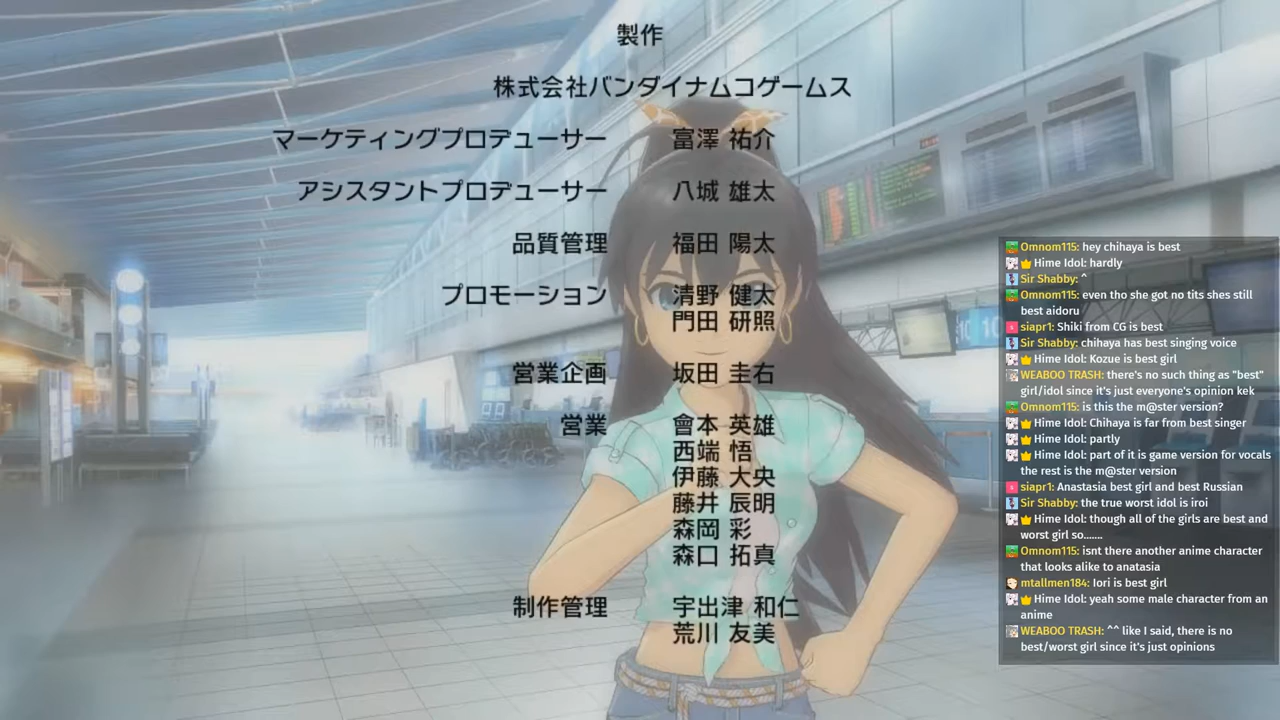 製作
株式会社バンダイナムコゲームス
マーケティングプロデューサー 富澤 祐介
アシスタントプロデューサー 八城 雄太
品質管理 福田 陽太
プロモーション 清野 健太
門田 研照
営業企画 坂田 圭右
営業 會本 英雄
西端 悟
伊藤 大央
藤井 辰明
森岡 彩
森口 拓真
制作管理 宇出津 和仁
荒川 友美
Omnom115: hey chihaya is best
Hime Idol: hardly
Sir Shabby: ^
Omnom115: even tho she got no tits shes still
best aidoru
siapr1: Shiki from CG is best
Sir Shabby: chihaya has best singing voice
Hime Idol: Kozue is best girl
WEABOO TRASH: there's no such thing as "best"
girl/idol since it's just everyone's opinion kek
Omnom115: is this the m@ster version?
Hime Idol: Chihaya is far from best singer
Hime Idol: partly
Hime Idol: part of it is game version for vocals
the rest is the m@ster version
siapr1: Anastasia best girl and best Russian
Sir Shabby: the true worst idol is iroi
Hime Idol: though all of the girls are best and
worst girl so.......
Omnom115: isnt there another anime character
that looks alike to anatasia
mtallmen184: Iori is best girl
Hime Idol: yeah some male character from an
anime
WEABOO TRASH: ^^ like I said, there is no
best/worst girl since it's just opinions